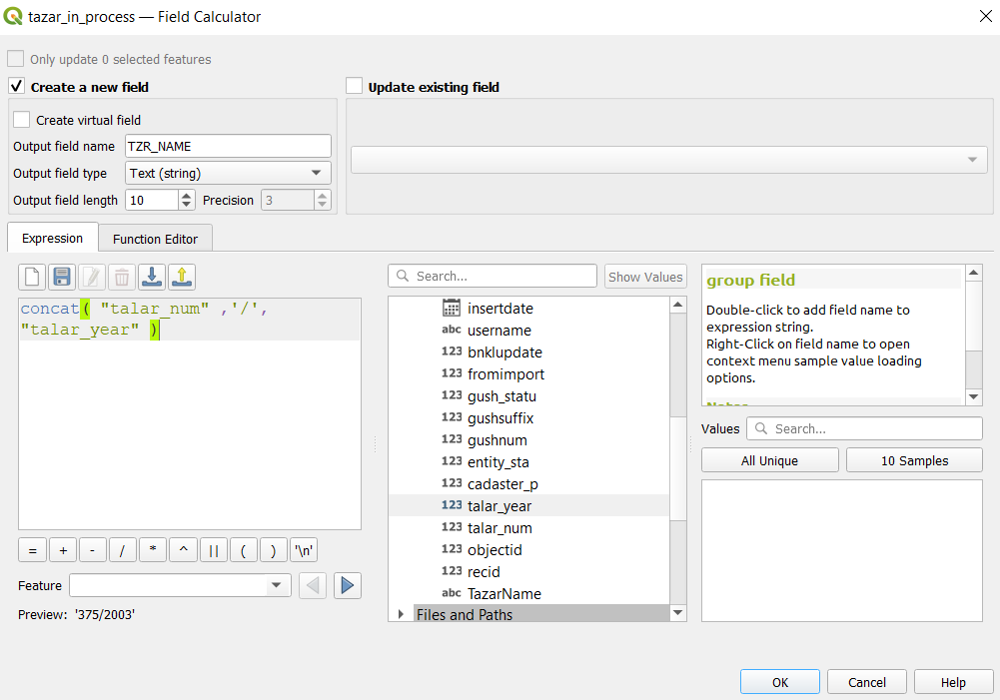 tazar_in_process — Field Calculator
Only update 0 selected features
Create a new field
Update existing field
Create virtual field
Output field name TZR_NAME
Output field type Text (string)
Output field length 10 Precision 3
Expression Function Editor
Search... Show Values
concat( "talar_num" ,'/',
"talar_year" )
= + - / * ^ || ( ) '\n'
Feature
Preview: '375/2003'
insertdate
abc username
123 bnklupdate
123 fromimport
123 gush_statu
123 gushsuffix
123 gushnum
123 entity_sta
123 cadaster_p
123 talar_year
123 talar_num
123 objectid
123 recid
abc TazarName
Files and Paths
group field
Double-click to add field name to
expression string.
Right-Click on field name to open
context menu sample value loading
options.
Notes
Values Search...
All Unique 10 Samples
OK Cancel Help